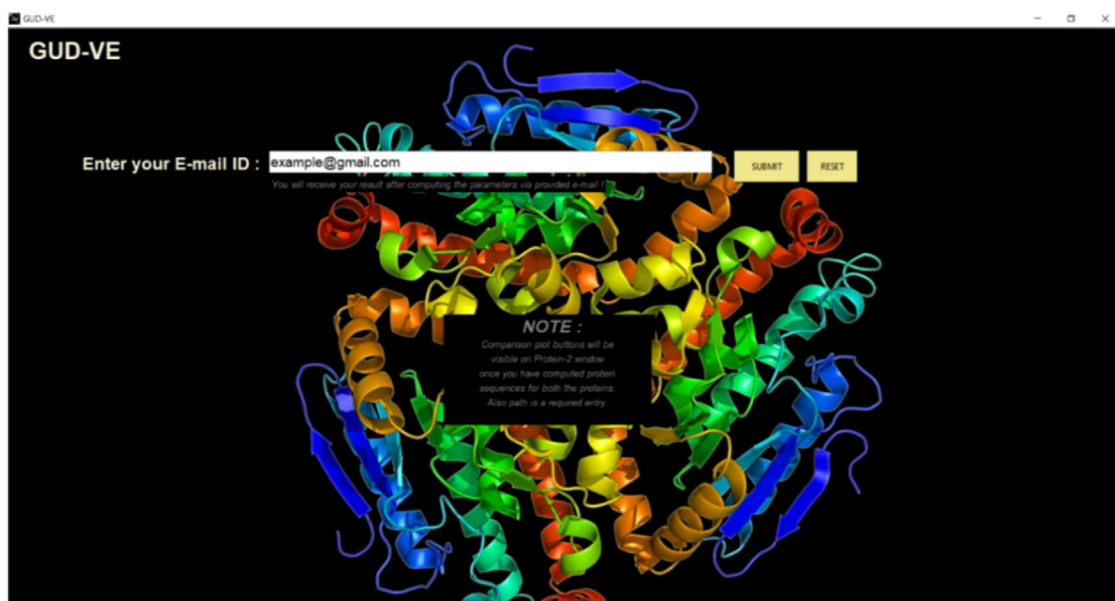 GUD-VE
GUD-VE
Enter your E-mail ID :
example@gmail.com
SUBMIT
RESET
You will receive your result after computing the parameters via provided e-mail !
NOTE :
Comparison plot buttons will be
visible on Protein-2 window
once you have computed protein
sequences for both the proteins.
Also path is a required entry